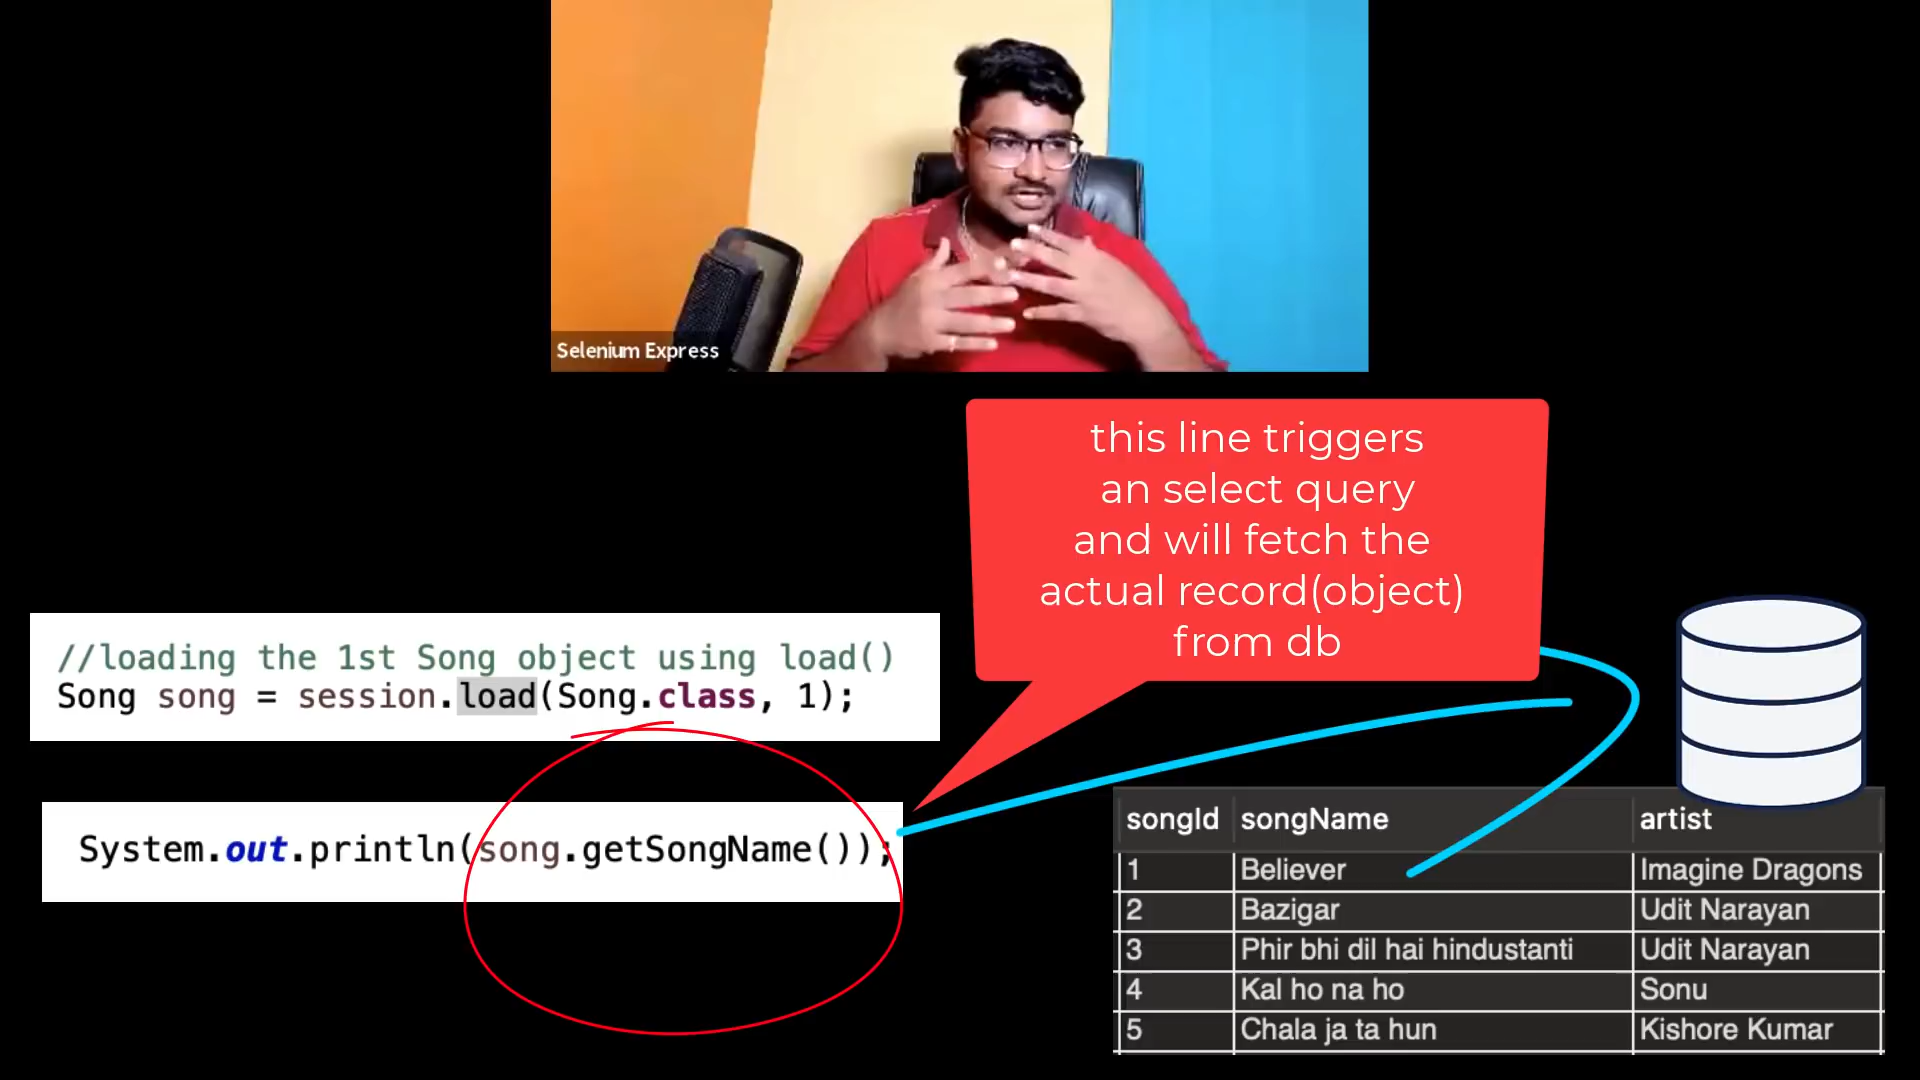 Selenium Express
this line triggers
an select query
and will fetch the
actual record(object)
from db
//loading the 1st Song object using load()
Song song = session.load(Song.class, 1);
System.out.println(song.getSongName());
songId songName artist
1 Believer Imagine Dragons
2 Bazigar Udit Narayan
3 Phir bhi dil hai hindustanti Udit Narayan
4 Kal ho na ho Sonu
5 Chala ja ta hun Kishore Kumar